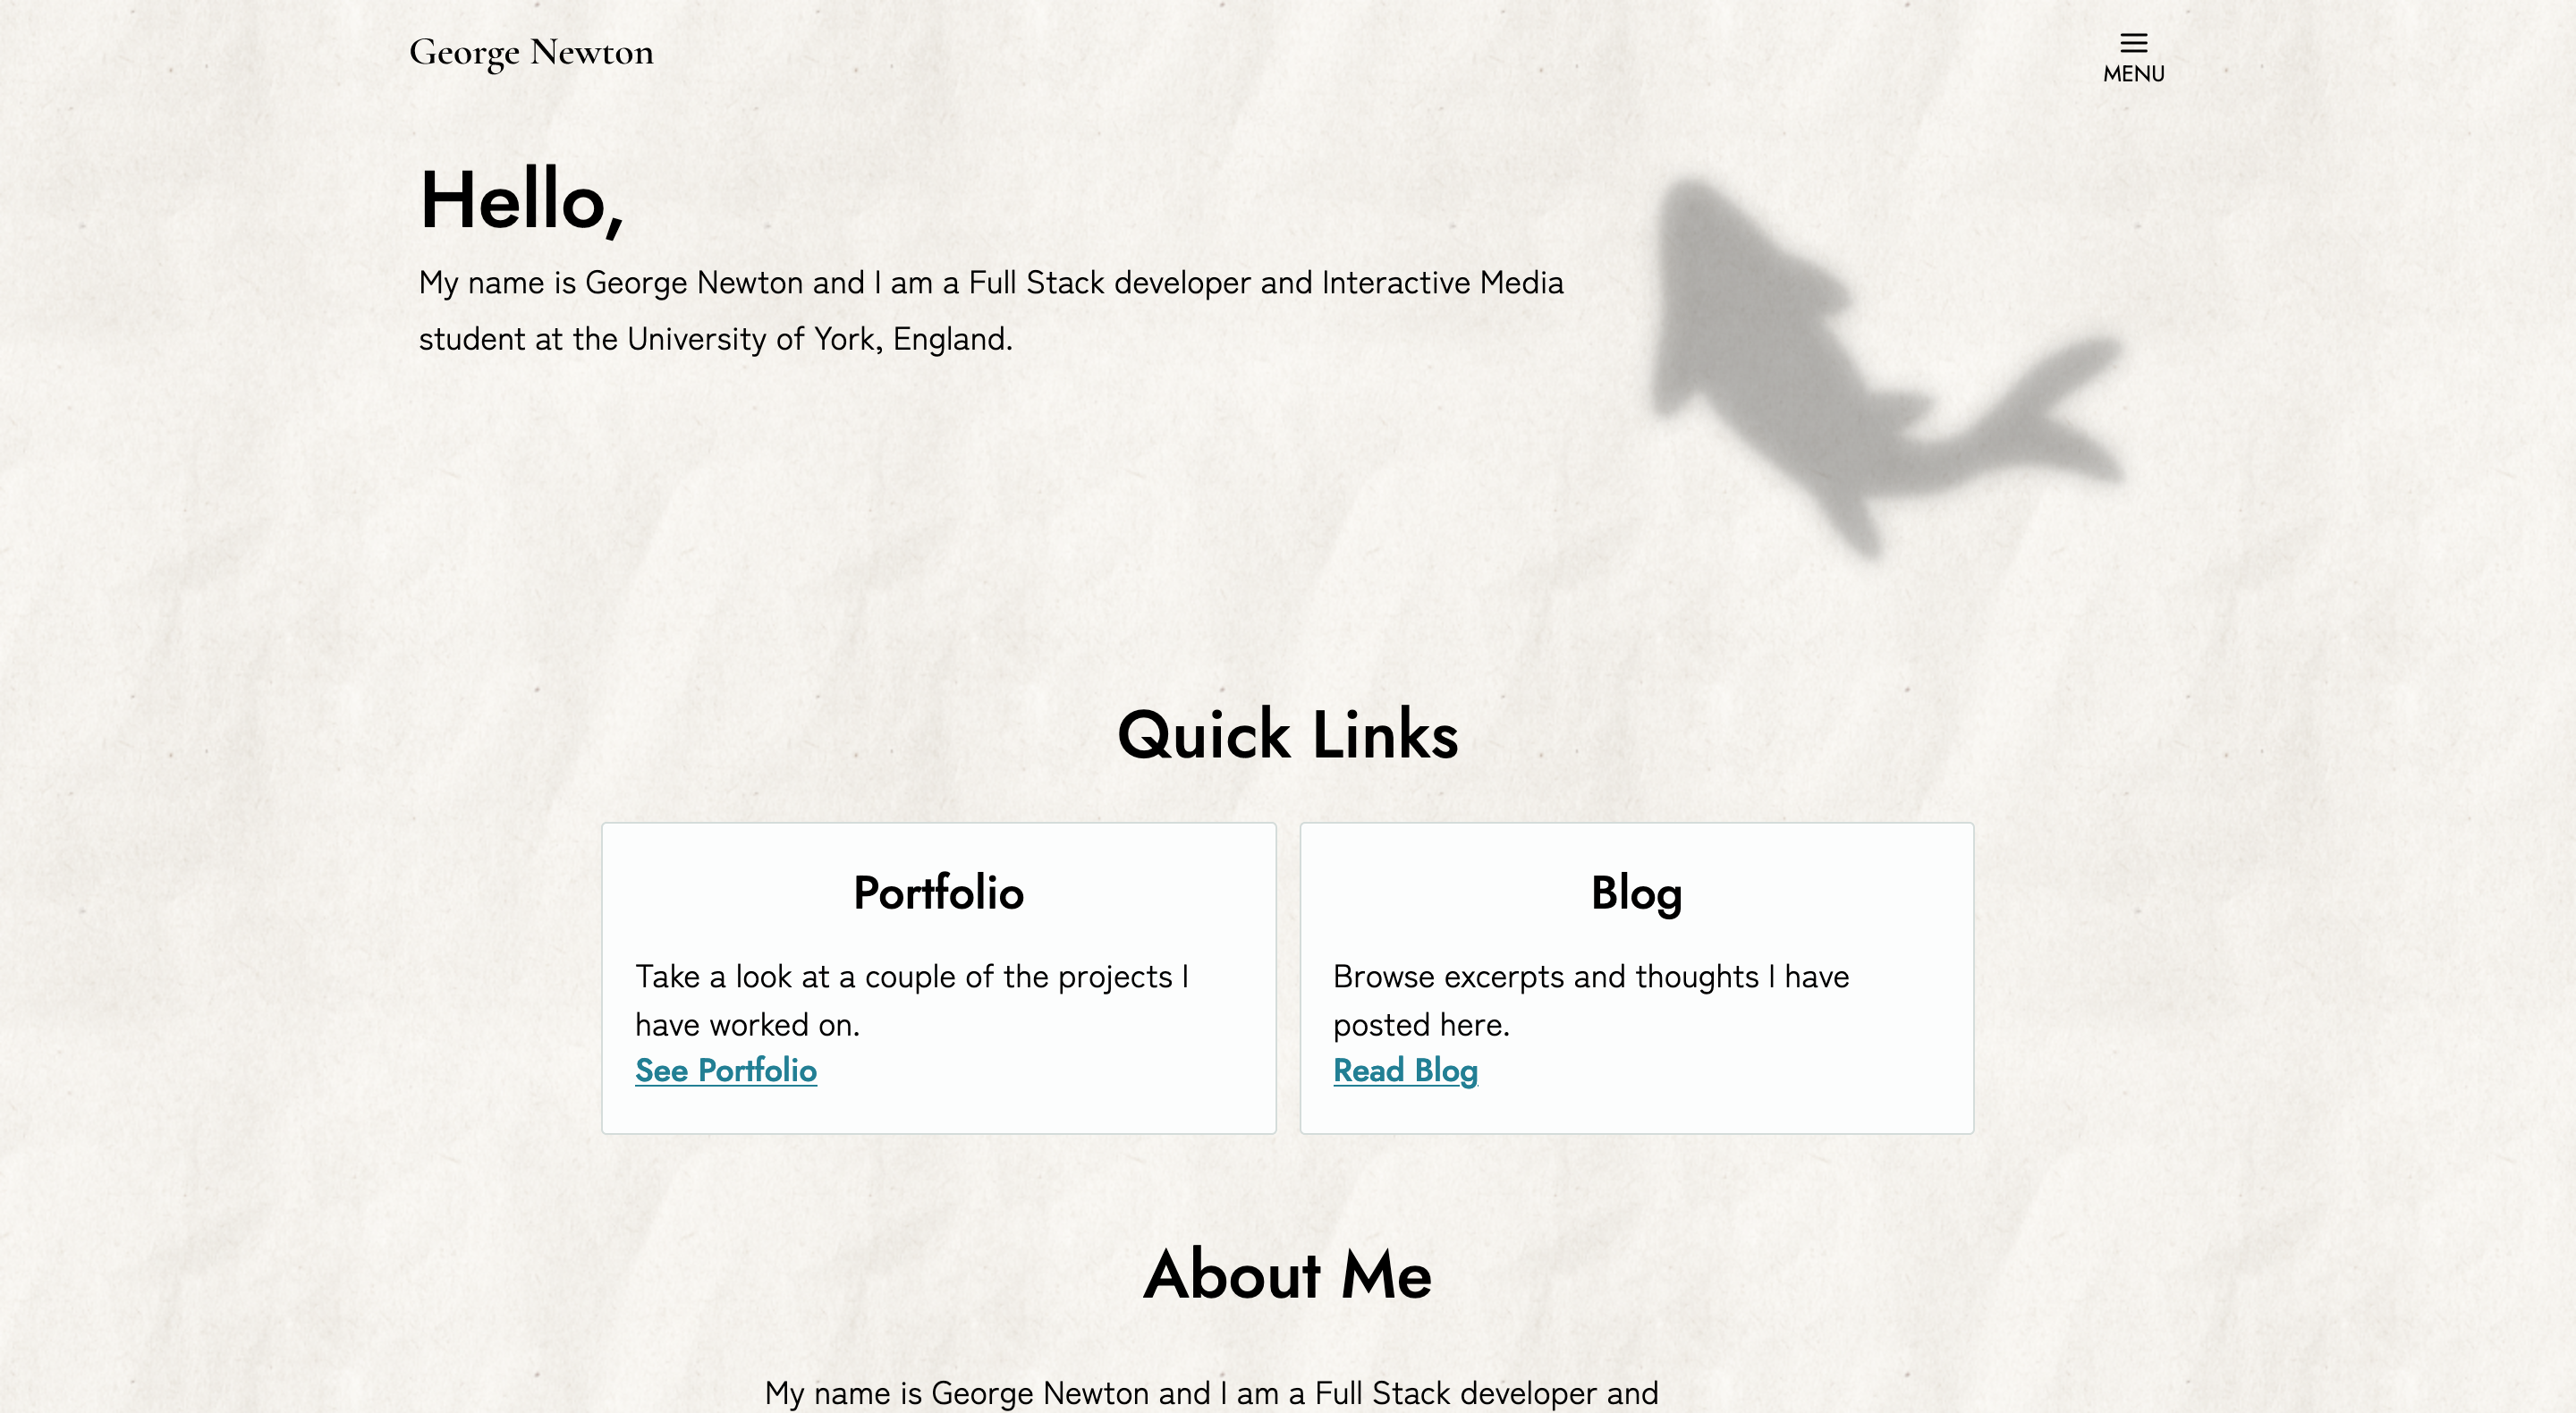 George Newton
MENU
Hello,
My name is George Newton and I am a Full Stack developer and Interactive Media
student at the University of York, England.
Quick Links
Portfolio
Take a look at a couple of the projects I
have worked on.
See Portfolio
Blog
Browse excerpts and thoughts I have
posted here.
Read Blog
About Me
My name is George Newton and I am a Full Stack developer and